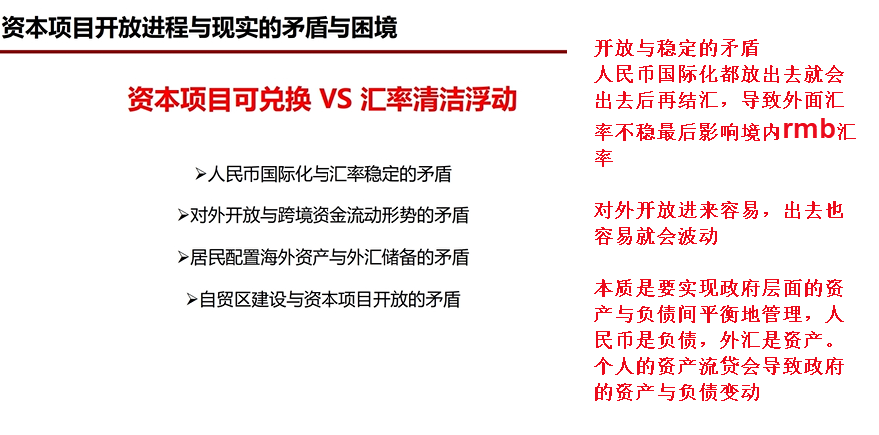 资本项目开放进程与现实的矛盾与困境
资本项目可兑换 VS 汇率清洁浮动
➢人民币国际化与汇率稳定的矛盾
➢对外开放与跨境资金流动形势的矛盾
➢居民配置海外资产与外汇储备的矛盾
➢自贸区建设与资本项目开放的矛盾
开放与稳定的矛盾
人民币国际化都放出去就会
出去后再结汇，导致外面汇
率不稳最后影响境内rmb汇
率
对外开放进来容易，出去也
容易就会波动
本质是要实现政府层面的资
产与负债间平衡地管理，人
民币是负债，外汇是资产。
个人的资产流贷会导致政府
的资产与负债变动